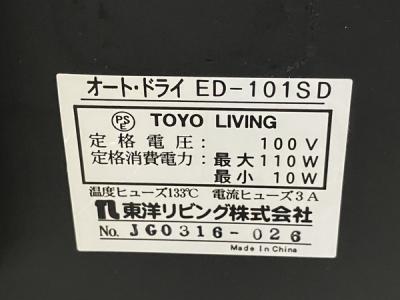 オート・ドライ ED-101SD
PSE TOYO LIVING
定格電圧: 100V
定格消費電力: 最大110W
最小 10W
温度ヒューズ133℃ 電流ヒューズ3A
東洋リビング株式会社
No. JG0316-026
Made In China